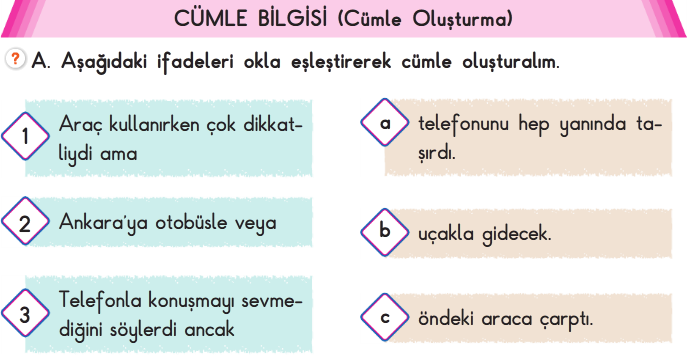 CÜMLE BİLGİSİ (Cümle Oluşturma)
? A. Aşağıdaki ifadeleri okla eşleştirerek cümle oluşturalım.
1 Araç kullanırken çok dikkat-
liydi ama
2 Ankara'ya otobüsle veya
3 Telefonla konuşmayı sevme-
diğini söylerdi ancak
a telefonunu hep yanında ta-
şırdı.
b uçakla gidecek.
c öndeki araca çarptı.